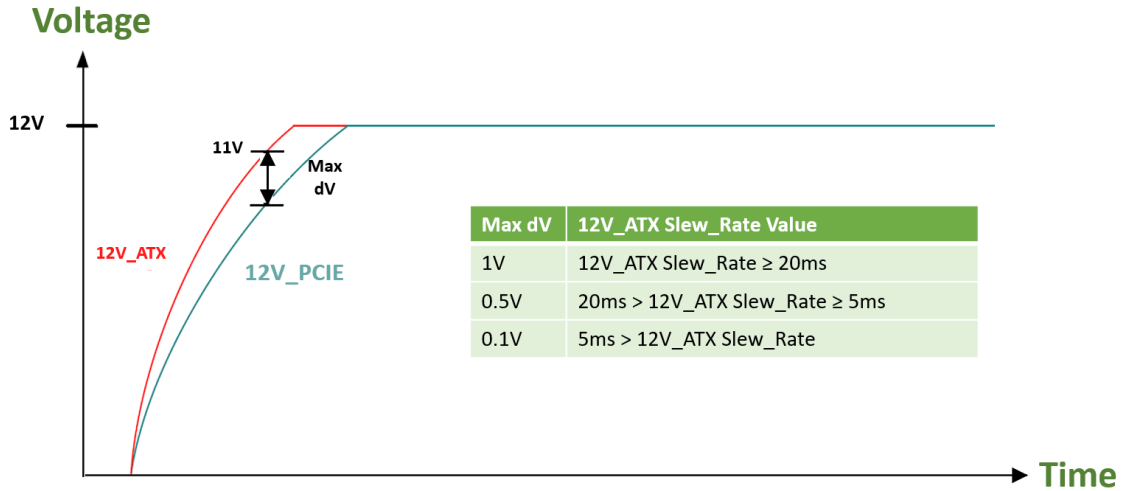 Voltage
12V
11V
Max
dV
12V_ATX
12V_PCIE
Max dV 12V_ATX Slew_Rate Value
1V 12V_ATX Slew_Rate ≥ 20ms
0.5V 20ms > 12V_ATX Slew_Rate ≥ 5ms
0.1V 5ms > 12V_ATX Slew_Rate
Time